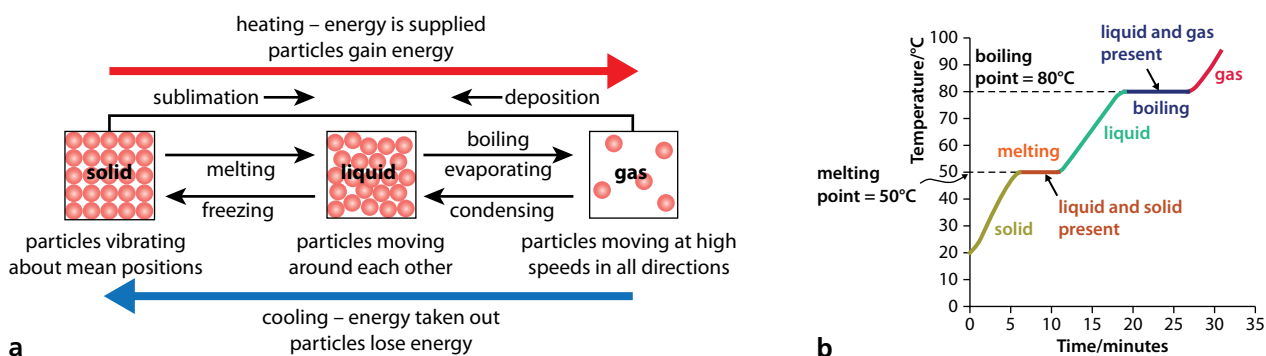 heating – energy is supplied
particles gain energy
sublimation
deposition
solid
melting
freezing
liquid
boiling
evaporating
condensing
gas
particles vibrating
about mean positions
particles moving
around each other
particles moving at high
speeds in all directions
cooling – energy taken out
particles lose energy
a
Temperature/°C
100
90
80
70
60
50
40
30
20
10
0
boiling
point = 80°C
melting
point = 50°C
liquid and gas
present
boiling
gas
liquid
melting
liquid and solid
present
solid
0 5 10 15 20 25 30 35
Time/minutes
b